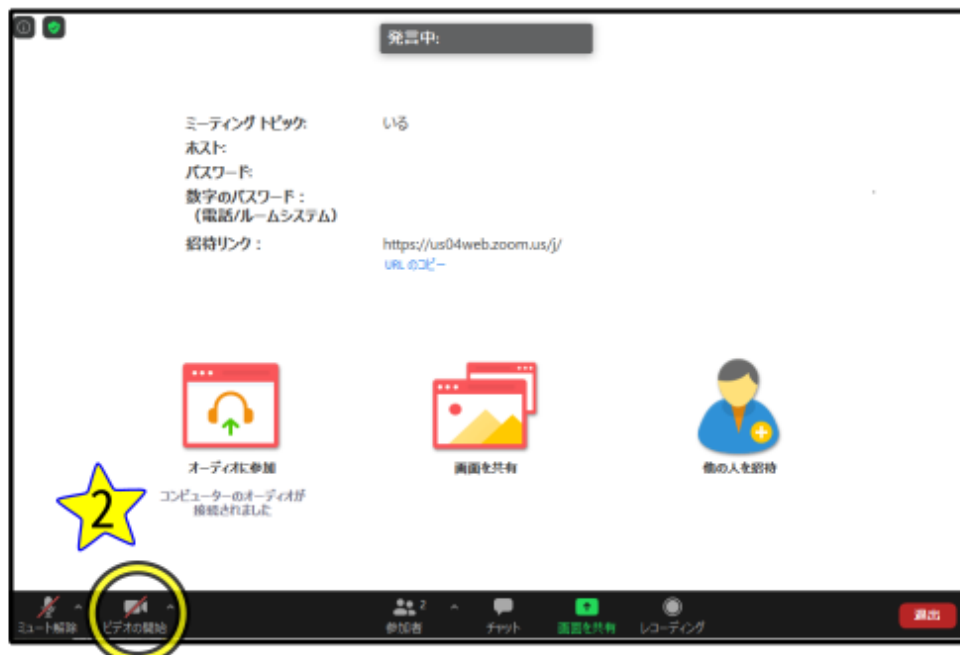 発言中:
ミーティング トピック: いる
ホスト:
パスワード:
数字のパスワード：
（電話/ルームシステム）
招待リンク： https://us04web.zoom.us/j/
URL のコピー
オーディオに参加 画面を共有 他の人を招待
コンピューターのオーディオが
接続されました
2
ミュート解除 ビデオの開始 参加者 2 チャット 画面を共有 レコーディング 退出